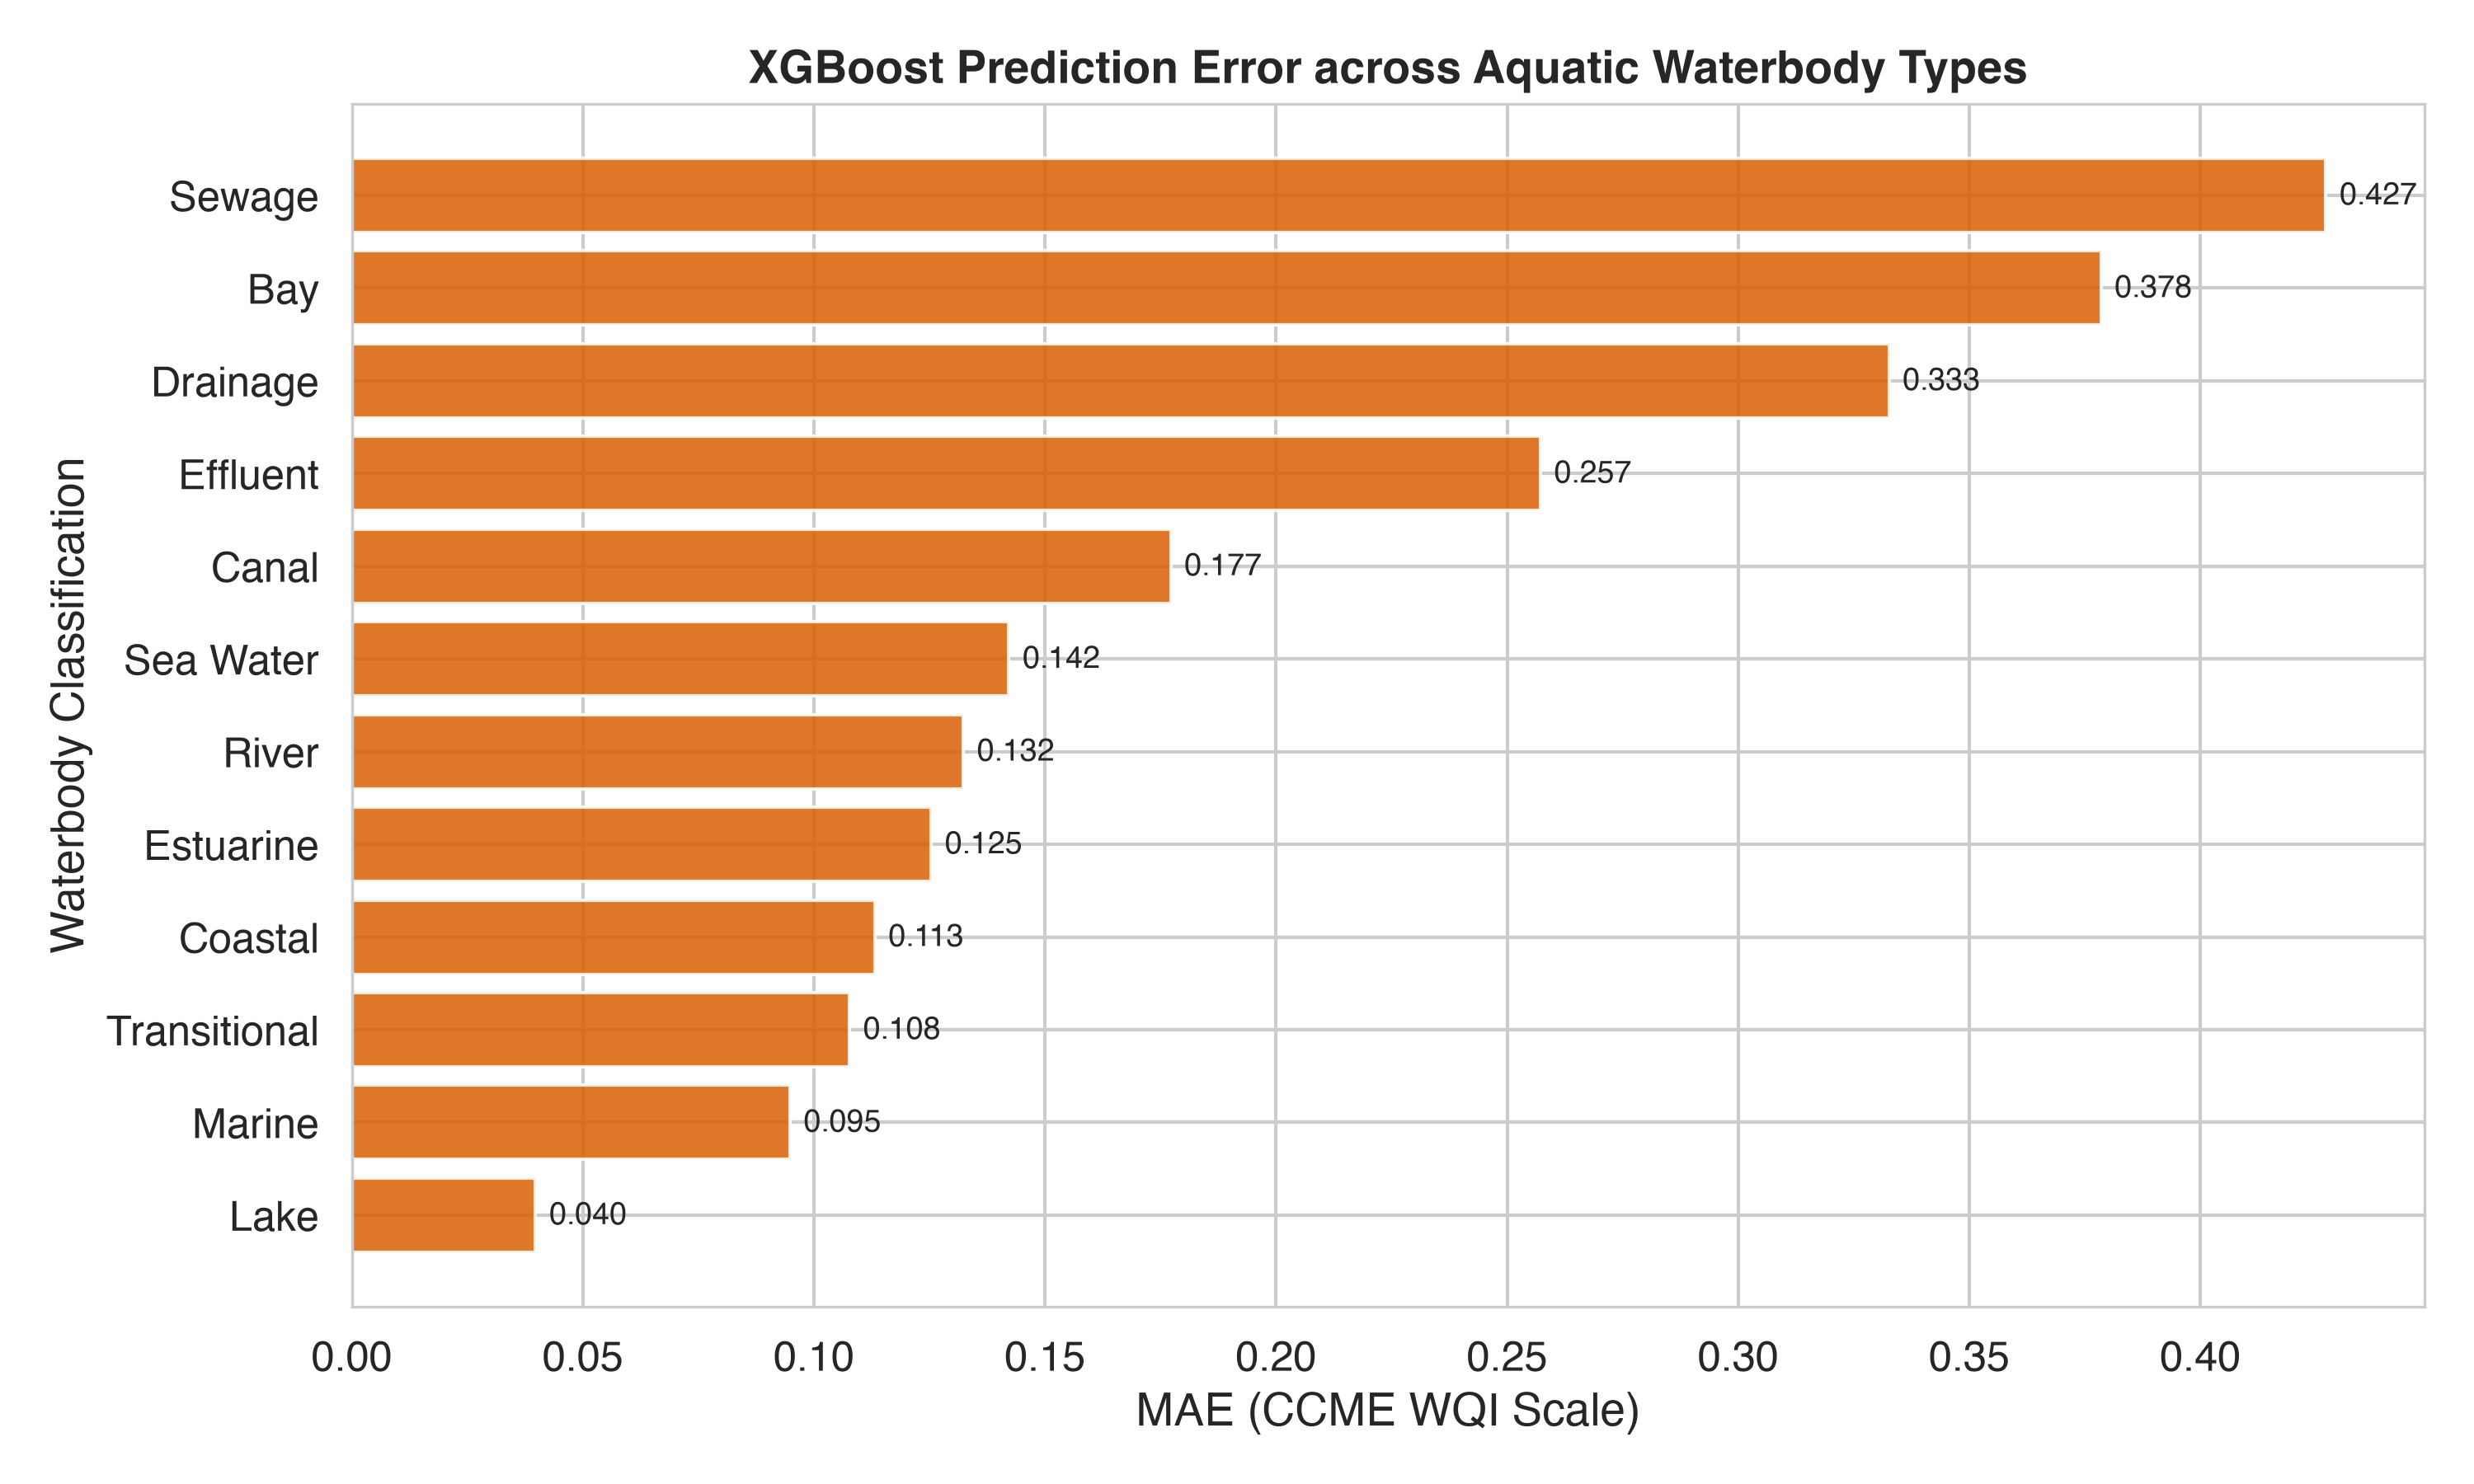 XGBoost Prediction Error across Aquatic Waterbody Types
Waterbody Classification
Sewage 0.427
Bay 0.378
Drainage 0.333
Effluent 0.257
Canal 0.177
Sea Water 0.142
River 0.132
Estuarine 0.125
Coastal 0.113
Transitional 0.108
Marine 0.095
Lake 0.040
0.00 0.05 0.10 0.15 0.20 0.25 0.30 0.35 0.40
MAE (CCME WQI Scale)